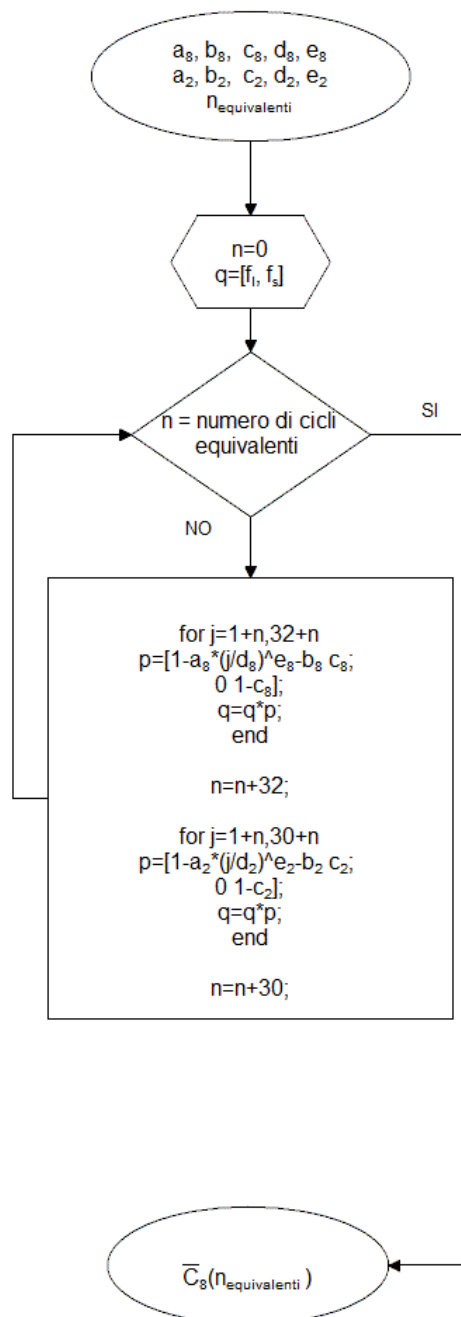 a₈, b₈, c₈, d₈, e₈
a₂, b₂, c₂, d₂, e₂
nequivalenti
n=0
q=[fₗ, fₛ]
n = numero di cicli
equivalenti
SI
NO
for j=1+n,32+n
p=[1-a₈*(j/d₈)^e₈-b₈ c₈;
0 1-c₈];
q=q*p;
end
n=n+32;
for j=1+n,30+n
p=[1-a₂*(j/d₂)^e₂-b₂ c₂;
0 1-c₂];
q=q*p;
end
n=n+30;
C̅₈(nequivalenti)